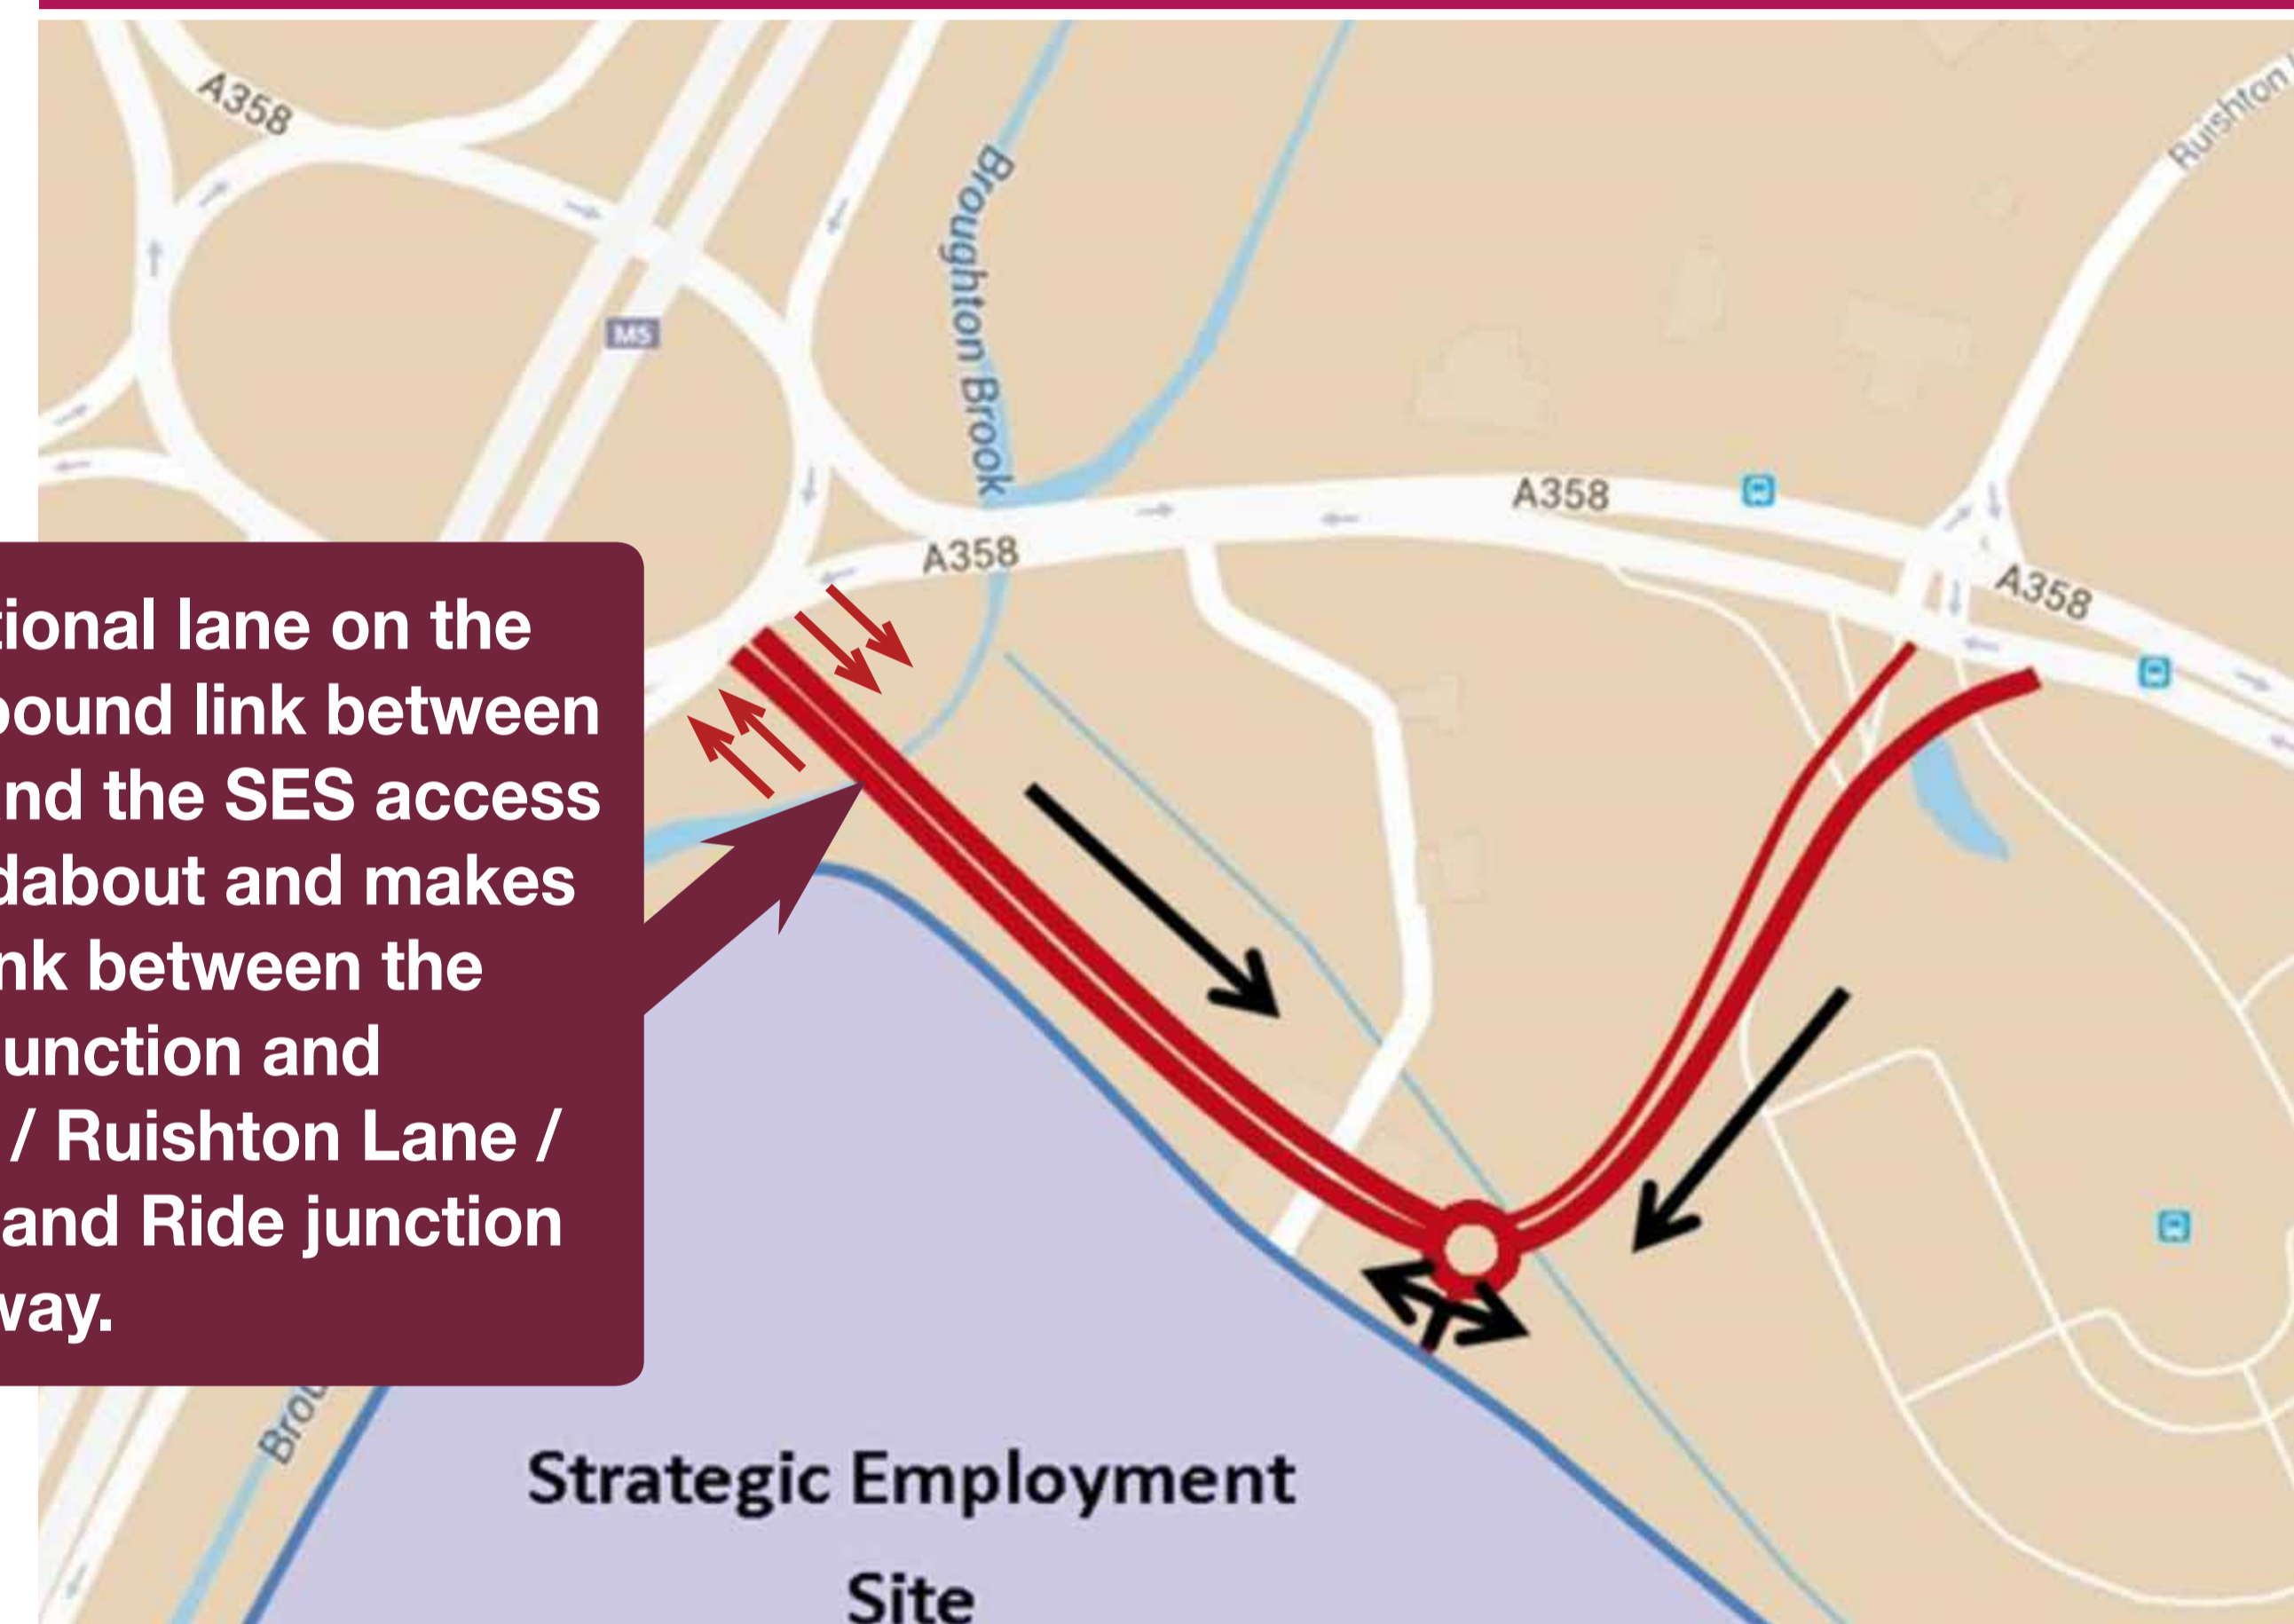 A358
Ruishton
Broughton Brook
M5
A358
A358
A358
tional lane on the
bound link between
nd the SES access
dabout and makes
nk between the
unction and
/ Ruishton Lane /
and Ride junction
way.
Brou
Strategic Employment
Site